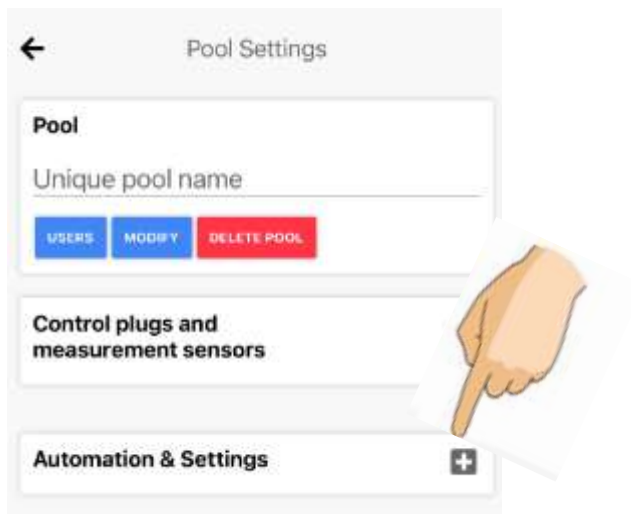 Pool Settings
Pool
Unique pool name
USERS MODIFY DELETE POOL
Control plugs and
measurement sensors
Automation & Settings